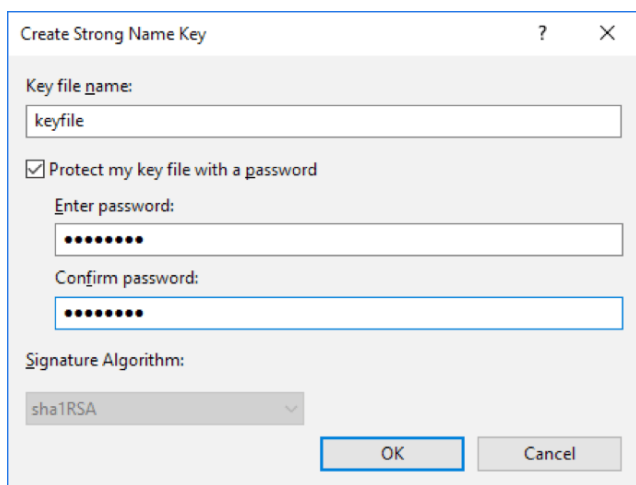 Create Strong Name Key ?
Key file name:
keyfile
Protect my key file with a password
Enter password:
●●●●●●●●
Confirm password:
●●●●●●●●
Signature Algorithm:
sha1RSA
OK Cancel